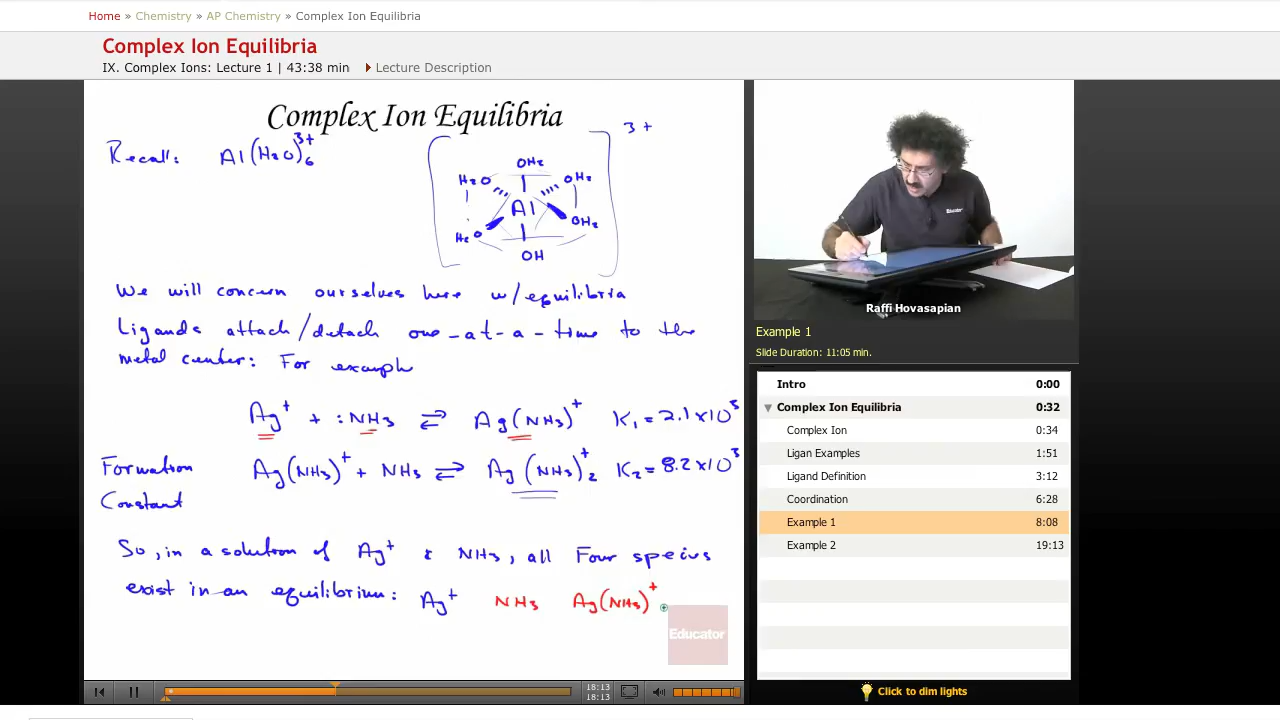 Home » Chemistry » AP Chemistry » Complex Ion Equilibria
Complex Ion Equilibria
IX. Complex Ions: Lecture 1 | 43:38 min Lecture Description
Complex Ion Equilibria
Recall: Al(H₂O)₆³⁺
3+
OH₂
H₂O OH₂
Al
H₂O OH₂
OH
We will concern ourselves here w/equilibria
Ligands attach/detach one-at-a-time to the
metal center: For example
Ag⁺ + :NH₃ ⇌ Ag(NH₃)⁺ K₁ = 2.1×10³
Formation Ag(NH₃)⁺ + NH₃ ⇌ Ag(NH₃)₂⁺ K₂ = 8.2×10³
Constant
So, in a solution of Ag⁺ & NH₃, all Four species
exist in an equilibrium: Ag⁺ NH₃ Ag(NH₃)⁺
Educator
Educator
Raffi Hovasapian
Example 1
Slide Duration: 11:05 min.
Intro 0:00
Complex Ion Equilibria 0:32
Complex Ion 0:34
Ligan Examples 1:51
Ligand Definition 3:12
Coordination 6:28
Example 1 8:08
Example 2 19:13
18:13
18:13
Click to dim lights